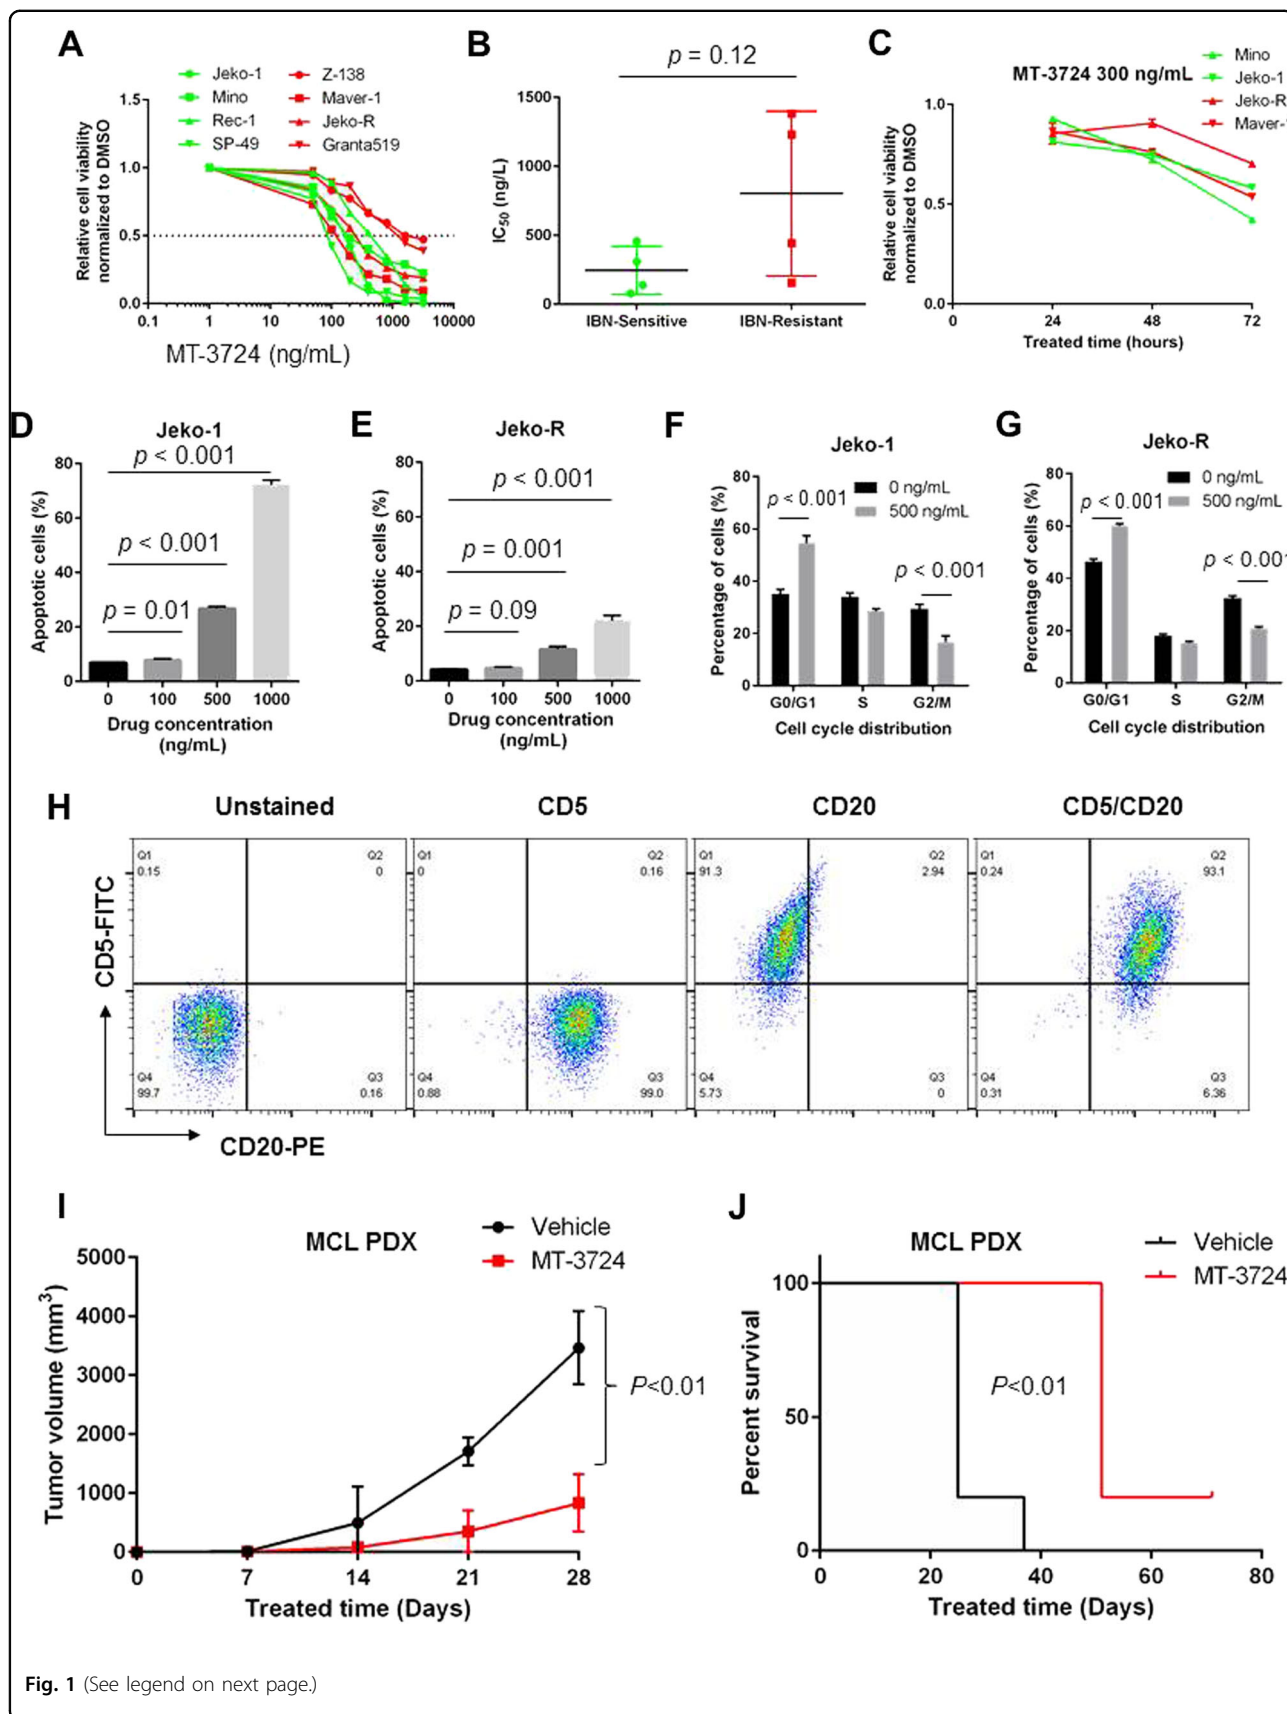 A
Jeko-1
Mino
Rec-1
SP-49
Z-138
Maver-1
Jeko-R
Granta519
Relative cell viability
normalized to DMSO
1.5
1.0
0.5
0.0
0.1 1 10 100 1000 10000
MT-3724 (ng/mL)
B
p = 0.12
IC50 (ng/L)
1500
1000
500
0
IBN-Sensitive IBN-Resistant
C
MT-3724 300 ng/mL
Mino
Jeko-1
Jeko-R
Maver-1
Relative cell viability
normalized to DMSO
1.0
0.5
0.0
0 24 48 72
Treated time (hours)
D
Jeko-1
p < 0.001
p < 0.001
p = 0.01
Apoptotic cells (%)
80
60
40
20
0
0 100 500 1000
Drug concentration
(ng/mL)
E
Jeko-R
p < 0.001
p = 0.001
p = 0.09
Apoptotic cells (%)
80
60
40
20
0
0 100 500 1000
Drug concentration
(ng/mL)
F
Jeko-1
0 ng/mL
500 ng/mL
p < 0.001
p < 0.001
Percentage of cells (%)
80
60
40
20
0
G0/G1 S G2/M
Cell cycle distribution
G
Jeko-R
0 ng/mL
500 ng/mL
p < 0.001
p < 0.001
Percentage of cells (%)
80
60
40
20
0
G0/G1 S G2/M
Cell cycle distribution
H
Unstained CD5 CD20 CD5/CD20
CD5-FITC
CD20-PE
Q1
0.15
Q2
0
Q4
99.7
Q3
0.16
Q1
0
Q2
0.16
Q4
0.88
Q3
99.0
Q1
91.3
Q2
2.94
Q4
5.73
Q3
0
Q1
0.24
Q2
93.1
Q4
0.31
Q3
6.36
I
MCL PDX
Vehicle
MT-3724
P<0.01
Tumor volume (mm3)
5000
4000
3000
2000
1000
0
0 7 14 21 28
Treated time (Days)
J
MCL PDX
Vehicle
MT-3724
P<0.01
Percent survival
100
50
0
0 20 40 60 80
Treated time (Days)
Fig. 1 (See legend on next page.)